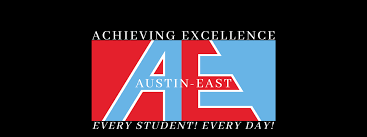 ACHIEVING EXCELLENCE
AE
AUSTIN-EAST
EVERY STUDENT! EVERY DAY!